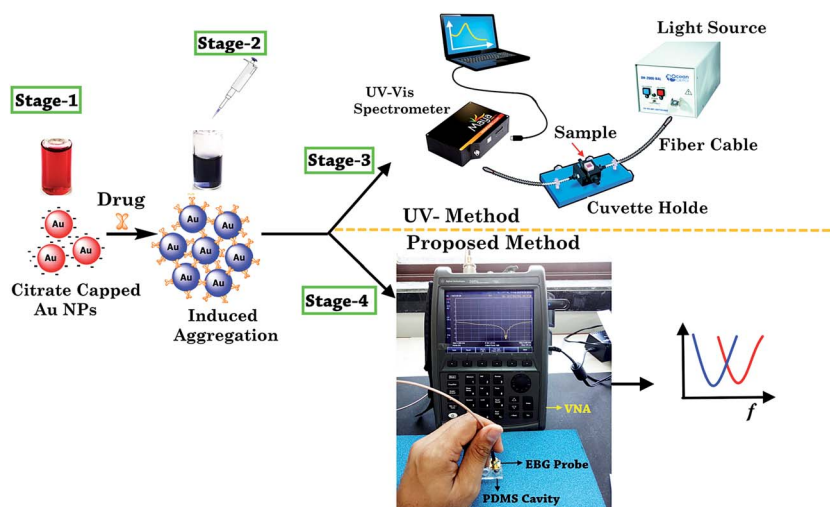 Stage-1
Stage-2
Drug
Au
Au
Au
Citrate Capped
Au NPs
Au
Au
Au
Au
Au
Au
Au
Induced
Aggregation
Stage-3
UV-Vis
Spectrometer
Maya
Light Source
Ocean
Sample
Fiber Cable
Cuvette Holde
UV- Method
Proposed Method
Stage-4
VNA
EBG Probe
PDMS Cavity
f